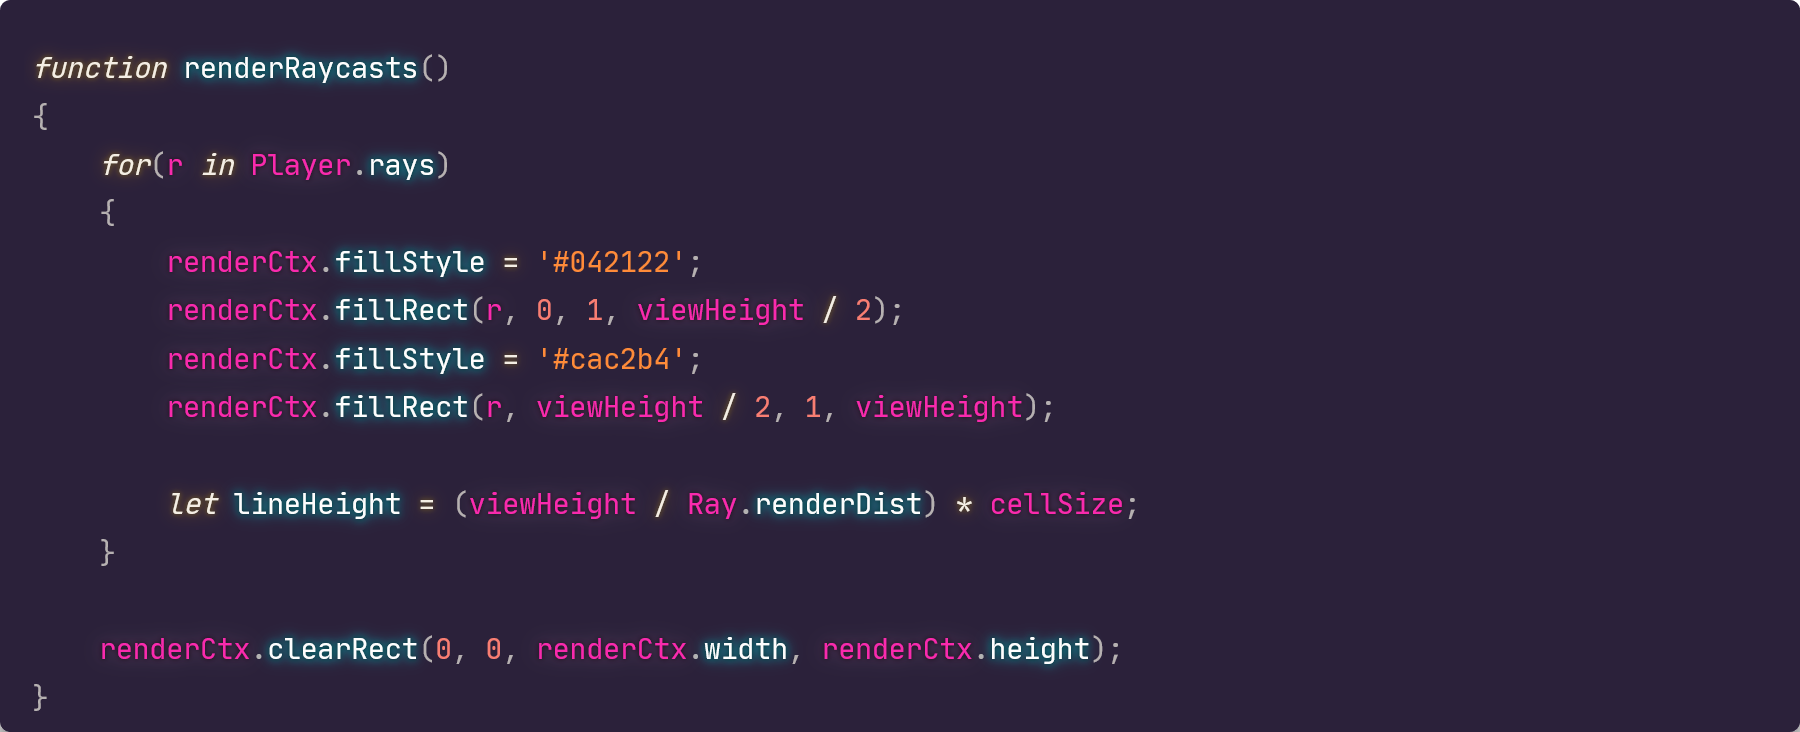 function renderRaycasts()
{
    for(r in Player.rays)
    {
        renderCtx.fillStyle = '#042122';
        renderCtx.fillRect(r, 0, 1, viewHeight / 2);
        renderCtx.fillStyle = '#cac2b4';
        renderCtx.fillRect(r, viewHeight / 2, 1, viewHeight);

        let lineHeight = (viewHeight / Ray.renderDist) * cellSize;
    }

    renderCtx.clearRect(0, 0, renderCtx.width, renderCtx.height);
}